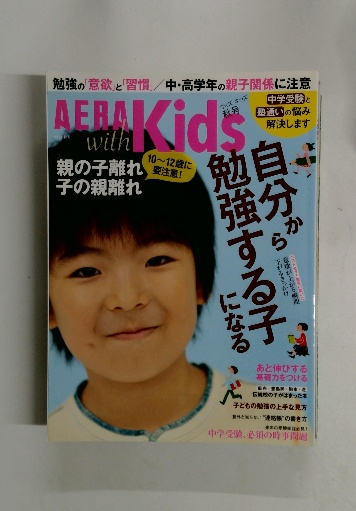 勉強の「意欲」と「習慣」／中・高学年の親子関係に注意
中学受験と
塾通いの悩み
解決します
AERA with Kids
秋号
親の子離れ
子の親離れ
10〜12歳に
要注意！
自分から
勉強する子
になる
あと伸びする
基礎力をつける
子どもの勉強の上手な見方
中学受験、必須の時事問題